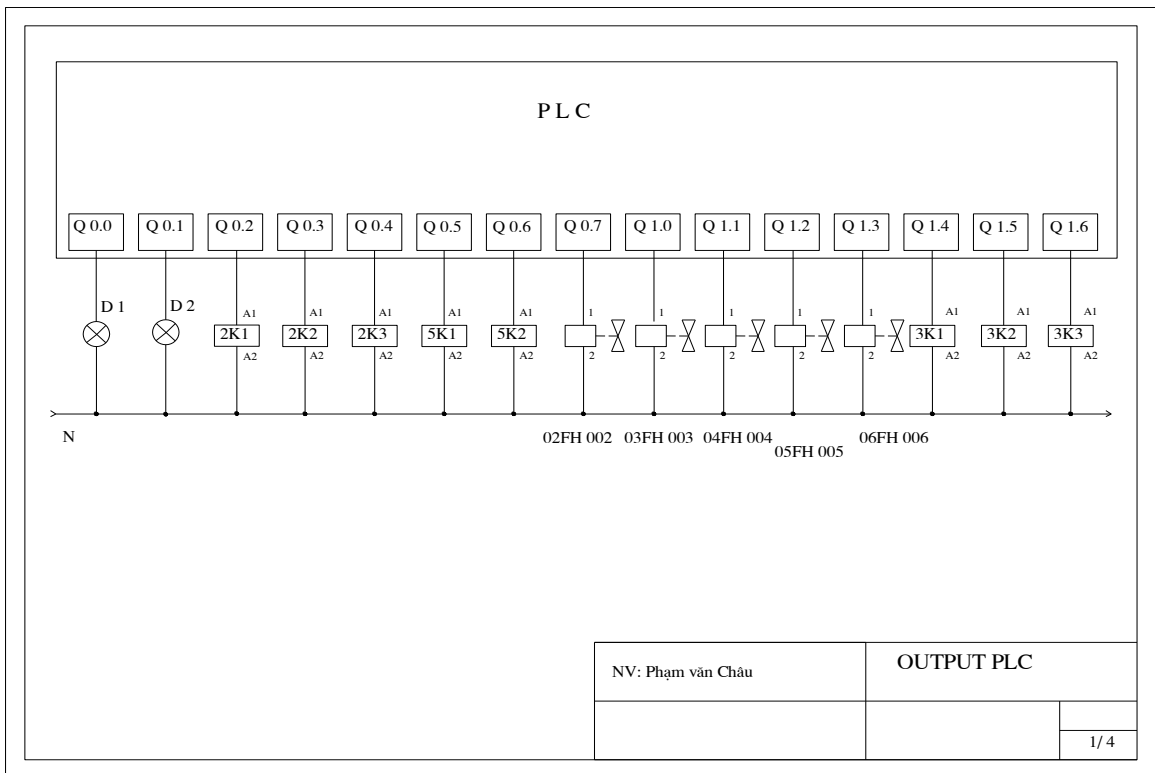 P L C
Q 0.0 Q 0.1 Q 0.2 Q 0.3 Q 0.4 Q 0.5 Q 0.6 Q 0.7 Q 1.0 Q 1.1 Q 1.2 Q 1.3 Q 1.4 Q 1.5 Q 1.6
D 1 D 2 A1 A1 A1 A1 A1 1 1 1 1 1 A1 A1 A1
2K1 2K2 2K3 5K1 5K2 3K1 3K2 3K3
A2 A2 A2 A2 A2 2 2 2 2 2 A2 A2 A2
N 02FH 002 03FH 003 04FH 004 05FH 005 06FH 006
NV: Phạm văn Châu
OUTPUT PLC
1/ 4